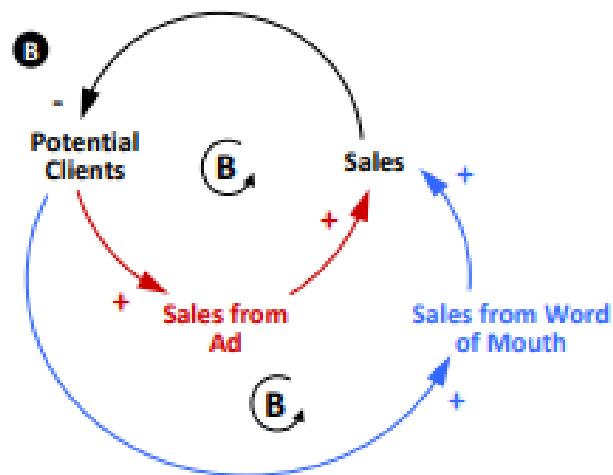 B
-
Potential
Clients
B
Sales
+
+
+
Sales from
Ad
Sales from Word
of Mouth
B
+